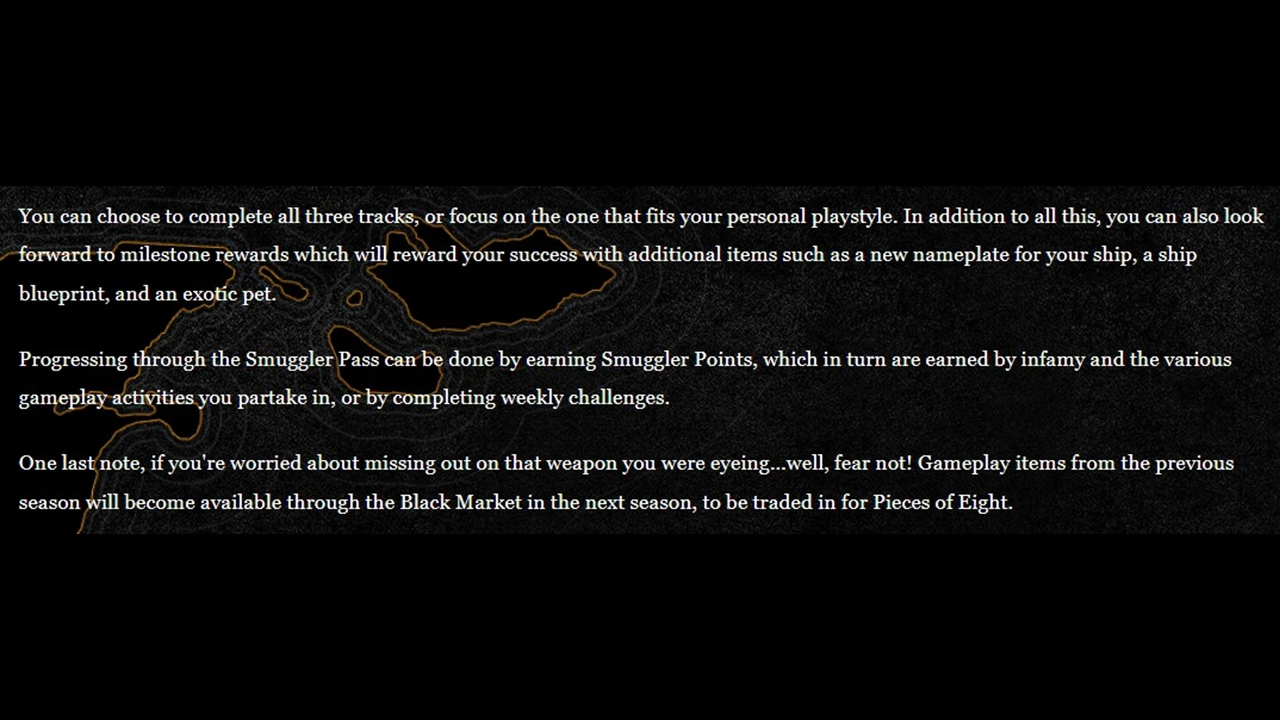 You can choose to complete all three tracks, or focus on the one that fits your personal playstyle. In addition to all this, you can also look
forward to milestone rewards which will reward your success with additional items such as a new nameplate for your ship, a ship
blueprint, and an exotic pet.
Progressing through the Smuggler Pass can be done by earning Smuggler Points, which in turn are earned by infamy and the various
gameplay activities you partake in, or by completing weekly challenges.
One last note, if you're worried about missing out on that weapon you were eyeing...well, fear not! Gameplay items from the previous
season will become available through the Black Market in the next season, to be traded in for Pieces of Eight.